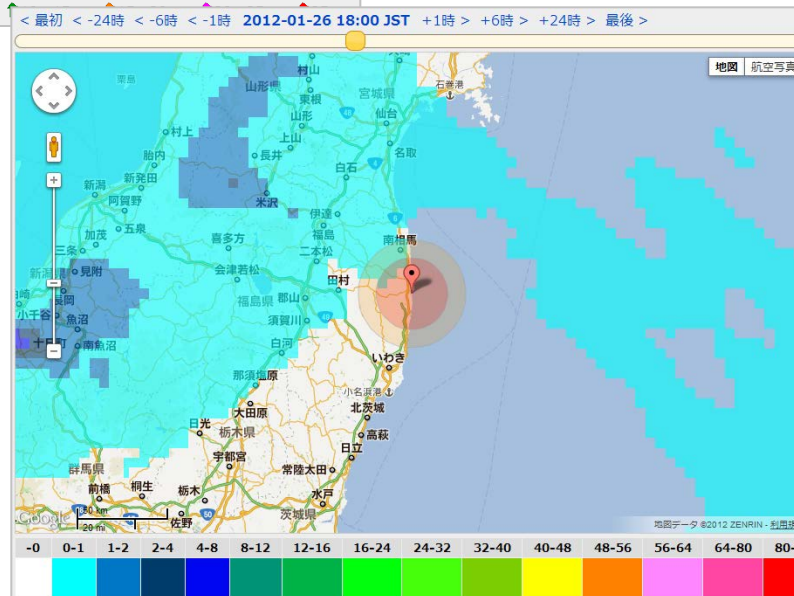 < 最初 < -24時 < -6時 < -1時 2012-01-26 18:00 JST +1時 > +6時 > +24時 > 最後 >
地図 航空写真
粟島
山形県
村山
東根
宮城県
石巻港
山形
仙台
村上
上山
名取
胎内
長井
白石
新潟
新発田
米沢
阿賀野
伊達
加茂
五泉
喜多方
福島
南相馬
三条
二本松
見附
会津若松
田村
長岡
福島県
郡山
小千谷
魚沼
須賀川
十日町
南魚沼
白河
いわき
那須塩原
小名浜港
大田原
北茨城
日光
栃木県
高萩
宇都宮
日立
群馬県
常陸太田
前橋
桐生
栃木
水戸
佐野
茨城県
50 km
20 mi
Google
地図データ ©2012 ZENRIN - 利用規
-0 0-1 1-2 2-4 4-8 8-12 12-16 16-24 24-32 32-40 40-48 48-56 56-64 64-80 80-